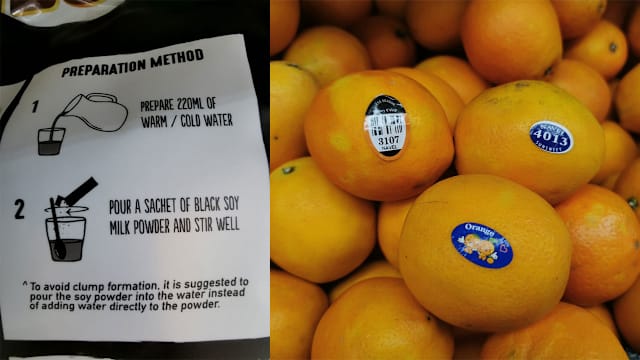 PREPARATION METHOD
1
PREPARE 220ML OF
WARM / COLD WATER
2
POUR A SACHET OF BLACK SOY
MILK POWDER AND STIR WELL
^ To avoid clump formation, it is suggested to
pour the soy powder into the water instead
of adding water directly to the powder.
3107
NAVEL
NAVEL
4013
Orange